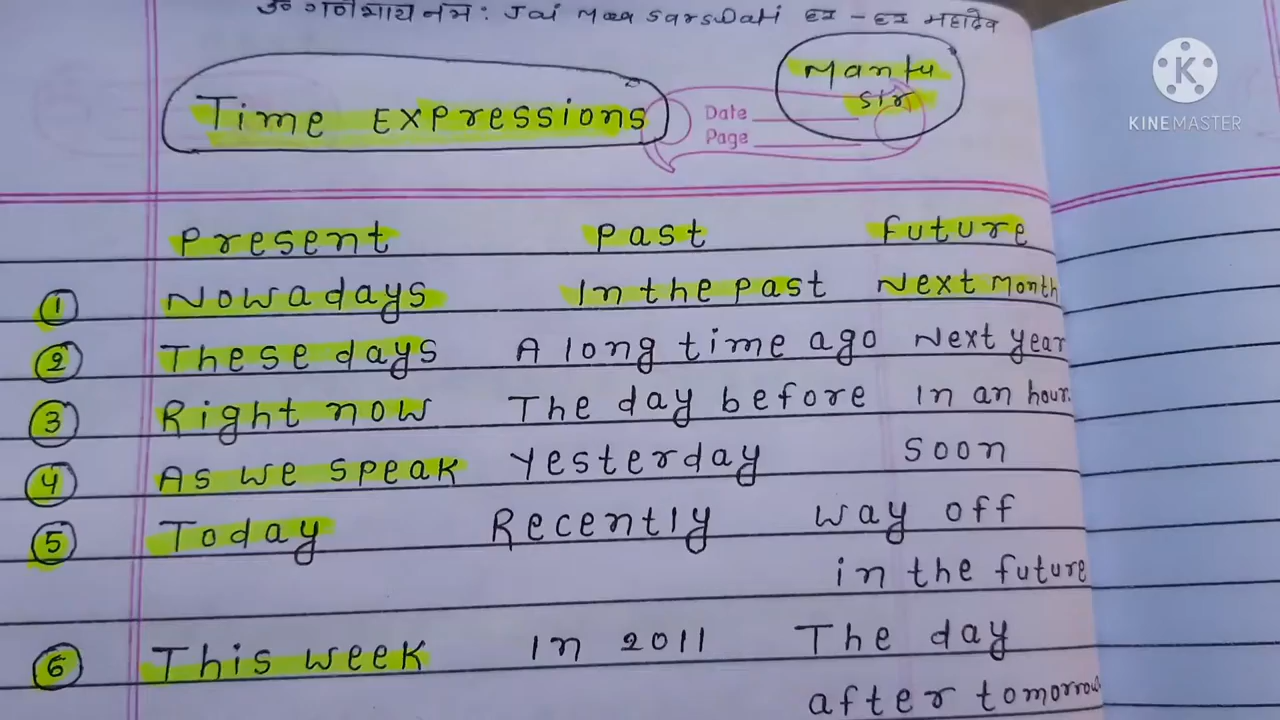 ॐ गनेशाय नमः Jai Maa Sarswati हर - हर महादेव
K
KINEMASTER
Mantu
Sir
Time Expressions
Date
Page
Present Past Future
1 Nowadays In the past Next Month
2 These days A long time ago Next year
3 Right now The day before In an hour.
4 As we speak Yesterday Soon
5 Today Recently Way off
in the future
6 This week In 2011 The day
after tomorrow